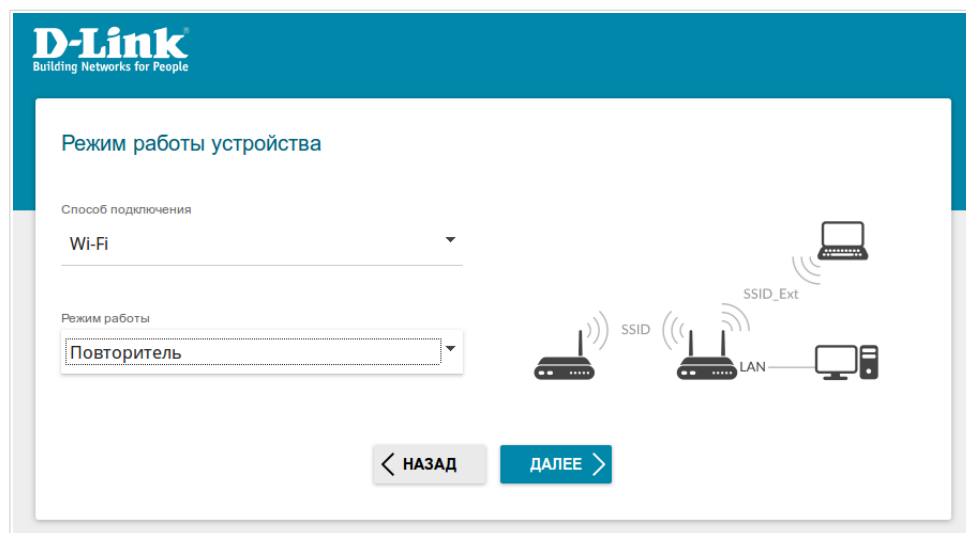 D-Link
Building Networks for People
Режим работы устройства
Способ подключения
Wi-Fi
Режим работы
Повторитель
SSID
SSID_Ext
LAN
НАЗАД
ДАЛЕЕ